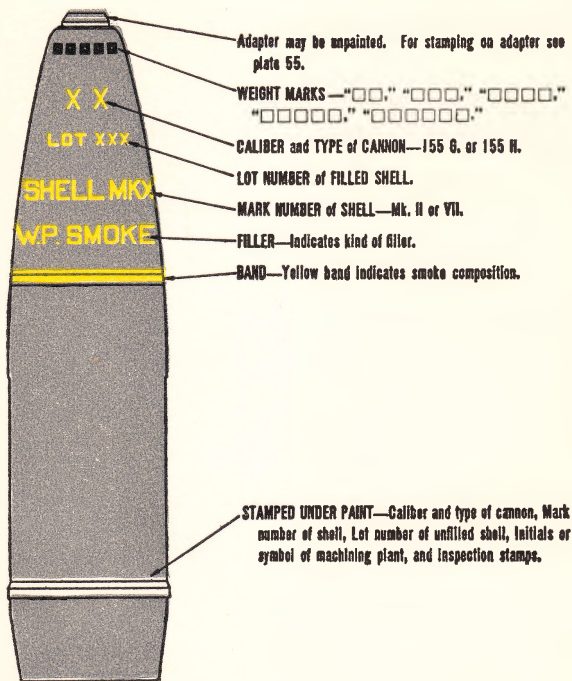 Adapter may be unpainted. For stamping on adapter see
plate 55.
WEIGHT MARKS—"□□," "□□□," "□□□□,"
"□□□□□," "□□□□□□."
X X
CALIBER and TYPE of CANNON—155 G. or 155 H.
LOT XXX
LOT NUMBER of FILLED SHELL.
SHELL MKX
MARK NUMBER of SHELL—Mk. II or VII.
W.P. SMOKE
FILLER—Indicates kind of filler.
BAND—Yellow band indicates smoke composition.
STAMPED UNDER PAINT—Caliber and type of cannon, Mark
number of shell, Lot number of unfilled shell, Initials or
symbol of machining plant, and inspection stamps.